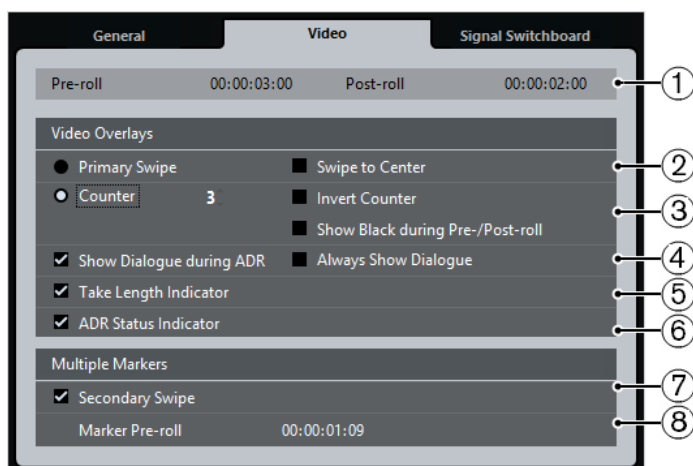 General Video Signal Switchboard
Pre-roll 00:00:03:00 Post-roll 00:00:02:00 1
Video Overlays
Primary Swipe Swipe to Center 2
Counter 3 Invert Counter 3
Show Black during Pre-/Post-roll
Show Dialogue during ADR Always Show Dialogue 4
Take Length Indicator 5
ADR Status Indicator 6
Multiple Markers
Secondary Swipe 7
Marker Pre-roll 00:00:01:09 8